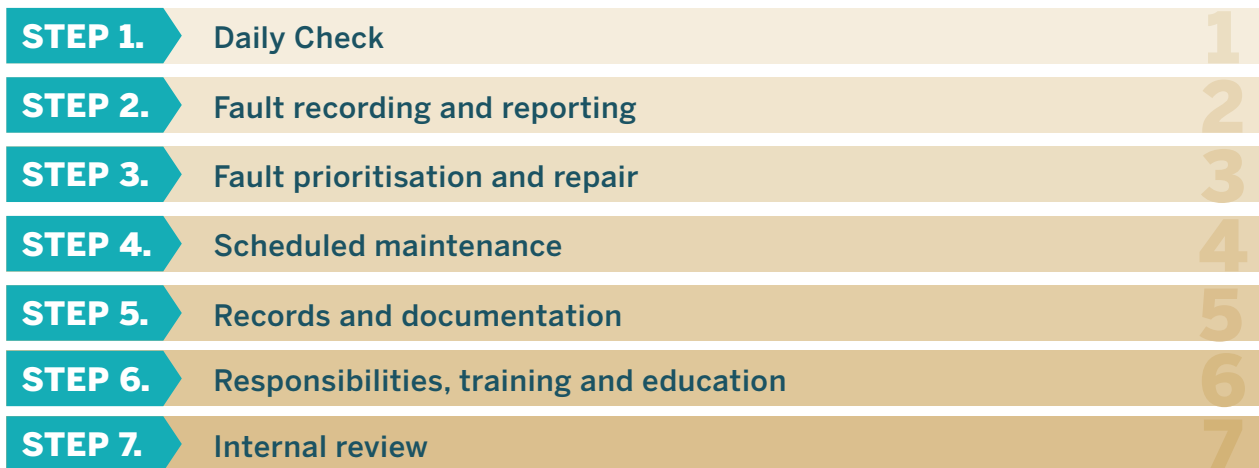 STEP 1. Daily Check 1
STEP 2. Fault recording and reporting 2
STEP 3. Fault prioritisation and repair 3
STEP 4. Scheduled maintenance 4
STEP 5. Records and documentation 5
STEP 6. Responsibilities, training and education 6
STEP 7. Internal review 7